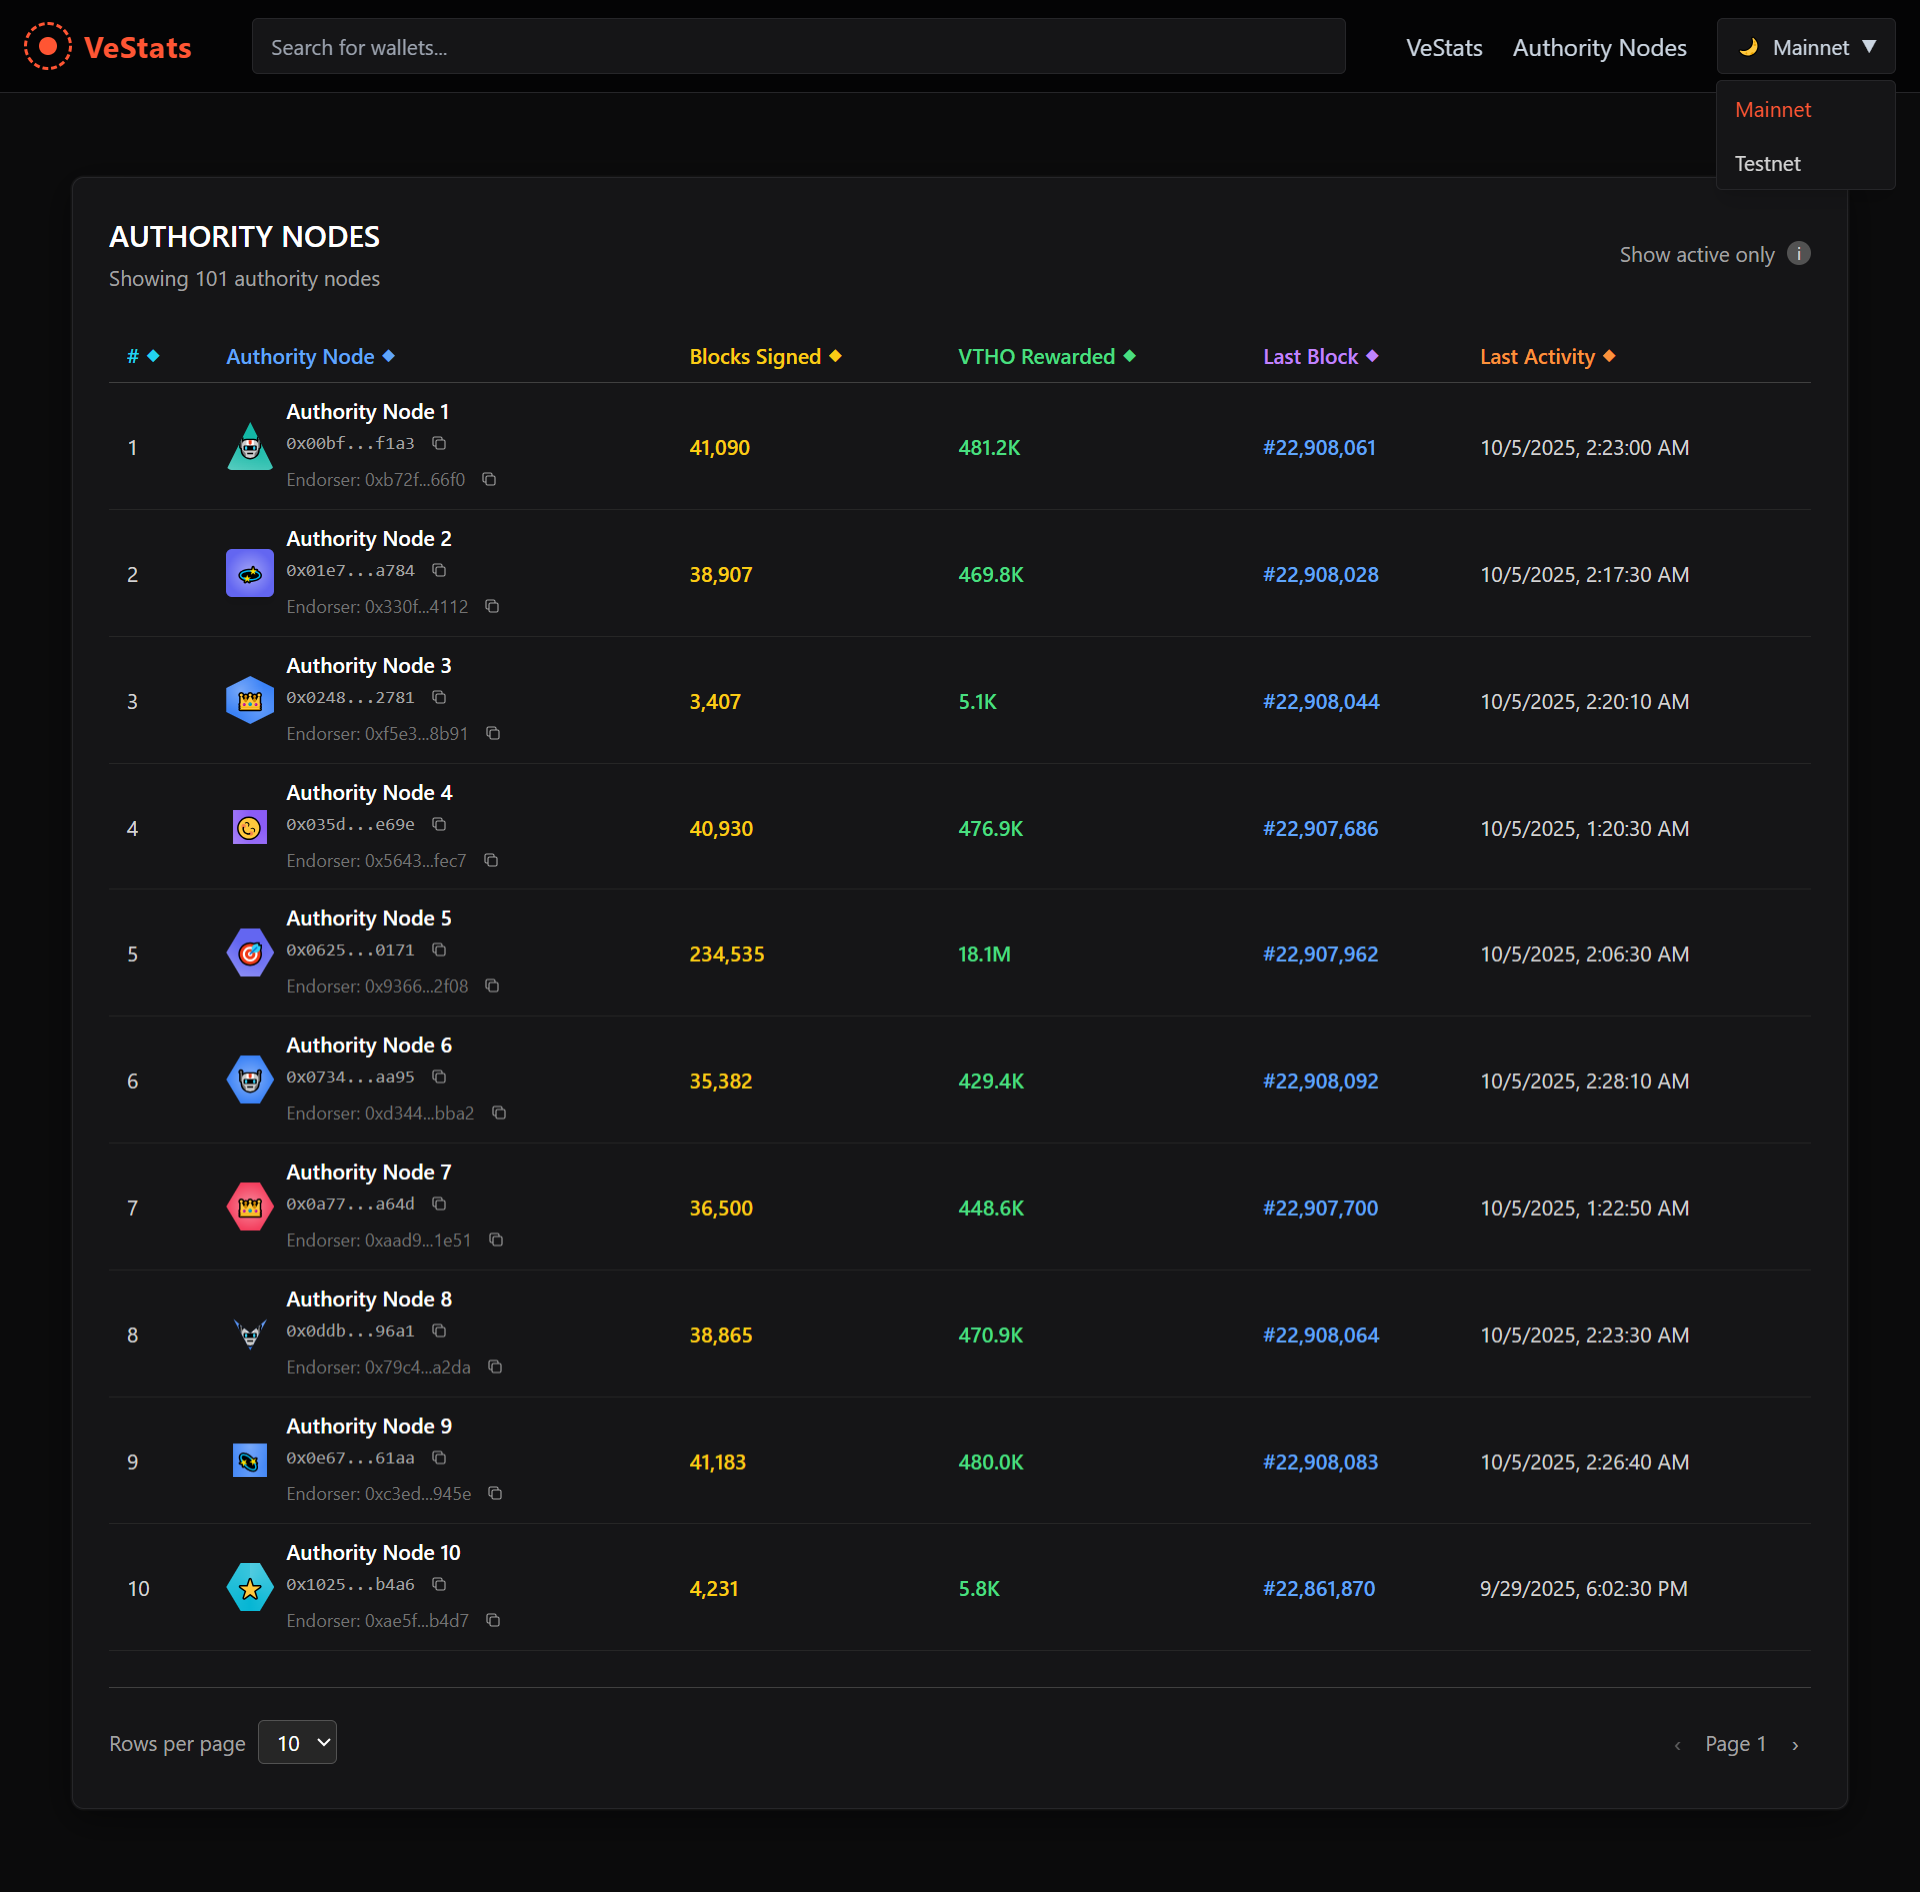 VeStats
Search for wallets...
VeStats
Authority Nodes
Mainnet ▼
Mainnet
Testnet
AUTHORITY NODES
Showing 101 authority nodes
Show active only i
# Authority Node Blocks Signed VTHO Rewarded Last Block Last Activity
Authority Node 1
0x00bf...f1a3
Endorser: 0xb72f...66f0
1 41,090 481.2K #22,908,061 10/5/2025, 2:23:00 AM
Authority Node 2
0x01e7...a784
Endorser: 0x330f...4112
2 38,907 469.8K #22,908,028 10/5/2025, 2:17:30 AM
Authority Node 3
0x0248...2781
Endorser: 0xf5e3...8b91
3 3,407 5.1K #22,908,044 10/5/2025, 2:20:10 AM
Authority Node 4
0x035d...e69e
Endorser: 0x5643...fec7
4 40,930 476.9K #22,907,686 10/5/2025, 1:20:30 AM
Authority Node 5
0x0625...0171
Endorser: 0x9366...2f08
5 234,535 18.1M #22,907,962 10/5/2025, 2:06:30 AM
Authority Node 6
0x0734...aa95
Endorser: 0xd344...bba2
6 35,382 429.4K #22,908,092 10/5/2025, 2:28:10 AM
Authority Node 7
0x0a77...a64d
Endorser: 0xaad9...1e51
7 36,500 448.6K #22,907,700 10/5/2025, 1:22:50 AM
Authority Node 8
0x0ddb...96a1
Endorser: 0x79c4...a2da
8 38,865 470.9K #22,908,064 10/5/2025, 2:23:30 AM
Authority Node 9
0x0e67...61aa
Endorser: 0xc3ed...945e
9 41,183 480.0K #22,908,083 10/5/2025, 2:26:40 AM
Authority Node 10
0x1025...b4a6
Endorser: 0xae5f...b4d7
10 4,231 5.8K #22,861,870 9/29/2025, 6:02:30 PM
Rows per page 10
‹ Page 1 ›